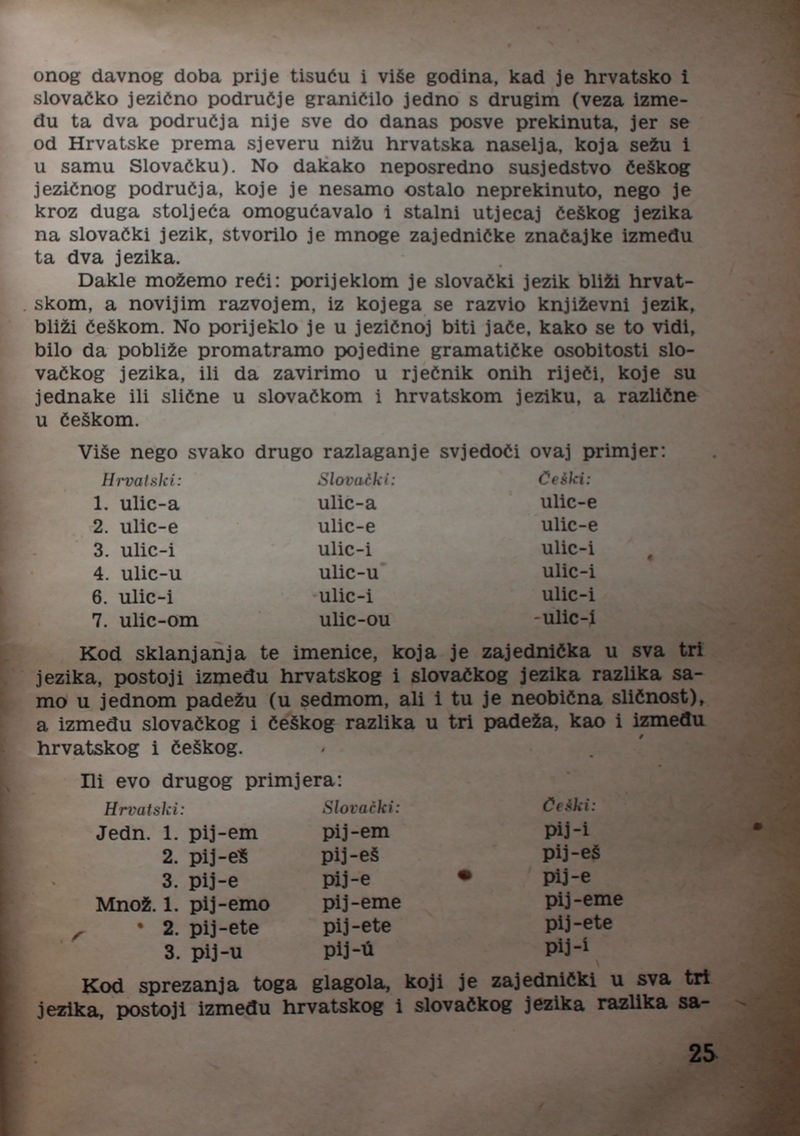 onog davnog doba prije tisuću i više godina, kad je hrvatsko i
slovačko jezično područje graničilo jedno s drugim (veza izme-
đu ta dva područja nije sve do danas posve prekinuta, jer se
od Hrvatske prema sjeveru nižu hrvatska naselja, koja sežu i
u samu Slovačku). No dakako neposredno susjedstvo češkog
jezičnog područja, koje je nesamo ostalo neprekinuto, nego je
kroz duga stoljeća omogućavalo i stalni utjecaj češkog jezika
na slovački jezik, stvorilo je mnoge zajedničke značajke između
ta dva jezika.
Dakle možemo reći: porijeklom je slovački jezik bliži hrvat-
skom, a novijim razvojem, iz kojega se razvio književni jezik,
bliži češkom. No porijeklo je u jezičnoj biti jače, kako se to vidi,
bilo da pobliže promatramo pojedine gramatičke osobitosti slo-
vačkog jezika, ili da zavirimo u rječnik onih riječi, koje su
jednake ili slične u slovačkom i hrvatskom jeziku, a različne
u češkom.
Više nego svako drugo razlaganje svjedoči ovaj primjer:
Hrvatski: Slovački: Češki:
1. ulic-a ulic-a ulic-e
2. ulic-e ulic-e ulic-e
3. ulic-i ulic-i ulic-i
4. ulic-u ulic-u ulic-i
6. ulic-i ulic-i ulic-i
7. ulic-om ulic-ou ulic-í
Kod sklanjanja te imenice, koja je zajednička u sva tri
jezika, postoji između hrvatskog i slovačkog jezika razlika sa-
mo u jednom padežu (u sedmom, ali i tu je neobična sličnost),
a između slovačkog i češkog razlika u tri padeža, kao i između
hrvatskog i češkog.
Ili evo drugog primjera:
Hrvatski: Slovački: Češki:
Jedn. 1. pij-em pij-em pij-i
2. pij-eš pij-eš pij-eš
3. pij-e pij-e pij-e
Množ. 1. pij-emo pij-eme pij-eme
2. pij-ete pij-ete pij-ete
3. pij-u pij-ú pij-i
Kod sprezanja toga glagola, koji je zajednički u sva tri
jezika, postoji između hrvatskog i slovačkog jezika razlika sa-
25